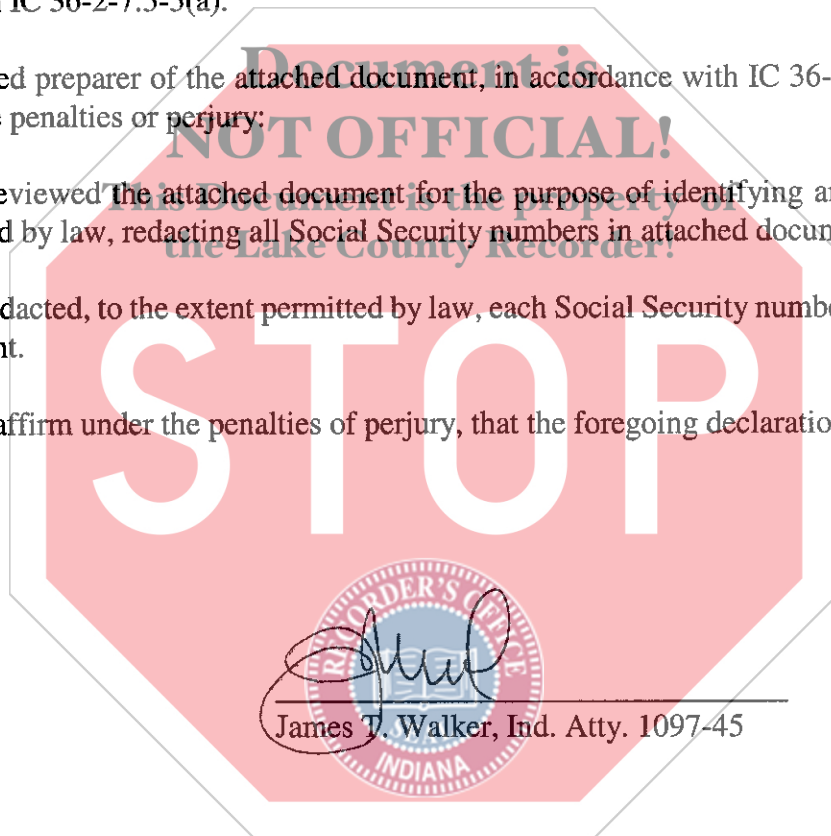 IC 36-2-7.5-5(a).
Document is
ed preparer of the attached document, in accordance with IC 36-
penalties or perjury:
NOT OFFICIAL!
eviewed the attached document for the purpose of identifying a
This Document is the property of
d by law, redacting all Social Security numbers in attached docum
the Lake County Recorder!
dacted, to the extent permitted by law, each Social Security numb
nt.
STOP
affirm under the penalties of perjury, that the foregoing declaratio
RECORDER'S OFFICE
James T. Walker, Ind. Atty. 1097-45
SEAL
INDIANA